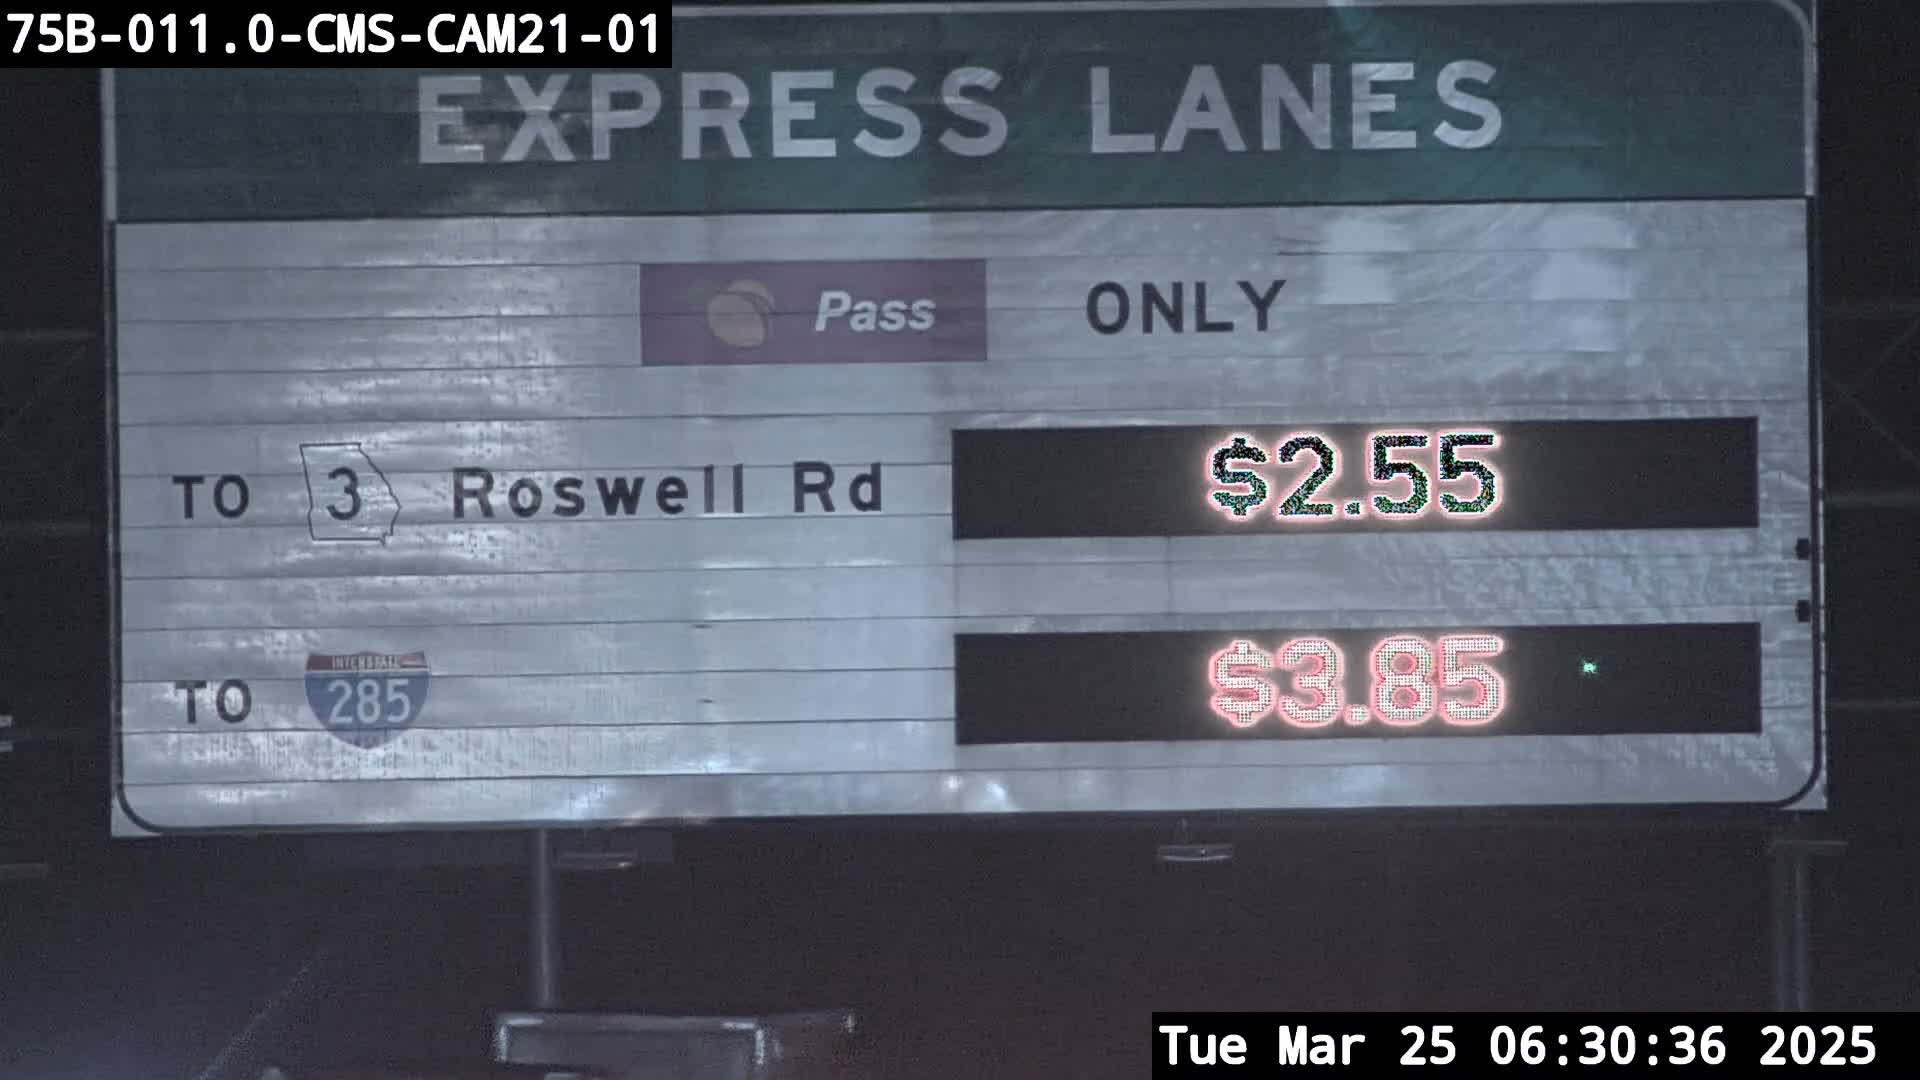 75B-011.0-CMS-CAM21-01
EXPRESS LANES
Pass ONLY
TO 3 Roswell Rd $2.55
INTERSTATE
TO 285 $3.85
Tue Mar 25 06:30:36 2025